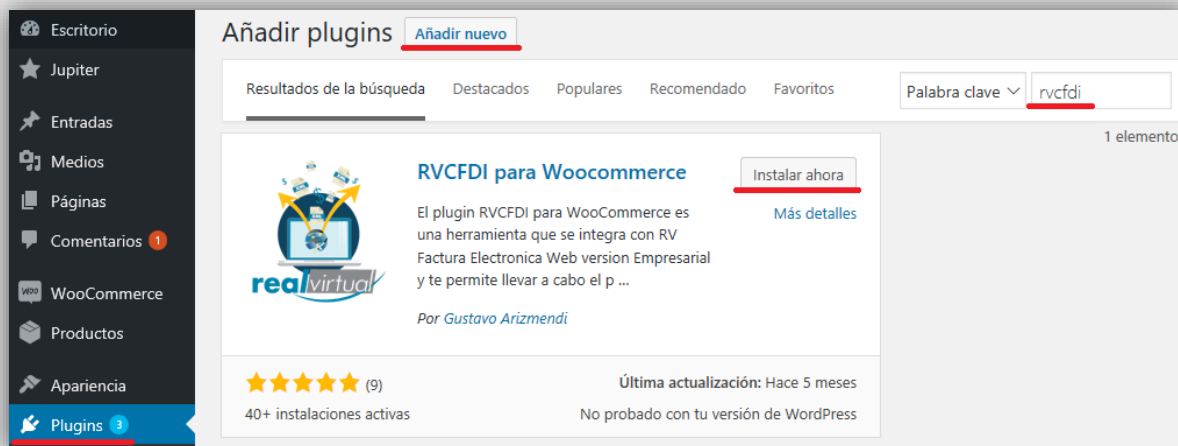 Escritorio
Jupiter
Entradas
Medios
Páginas
Comentarios 1
WooCommerce
Productos
Apariencia
Plugins 3
Añadir plugins Añadir nuevo
Resultados de la búsqueda Destacados Populares Recomendado Favoritos Palabra clave rvcfdi
1 elemento
realvirtual
RVCFDI para Woocommerce Instalar ahora
El plugin RVCFDI para WooCommerce es Más detalles
una herramienta que se integra con RV
Factura Electronica Web version Empresarial
y te permite llevar a cabo el p ...
Por Gustavo Arizmendi
(9) Última actualización: Hace 5 meses
40+ instalaciones activas No probado con tu versión de WordPress